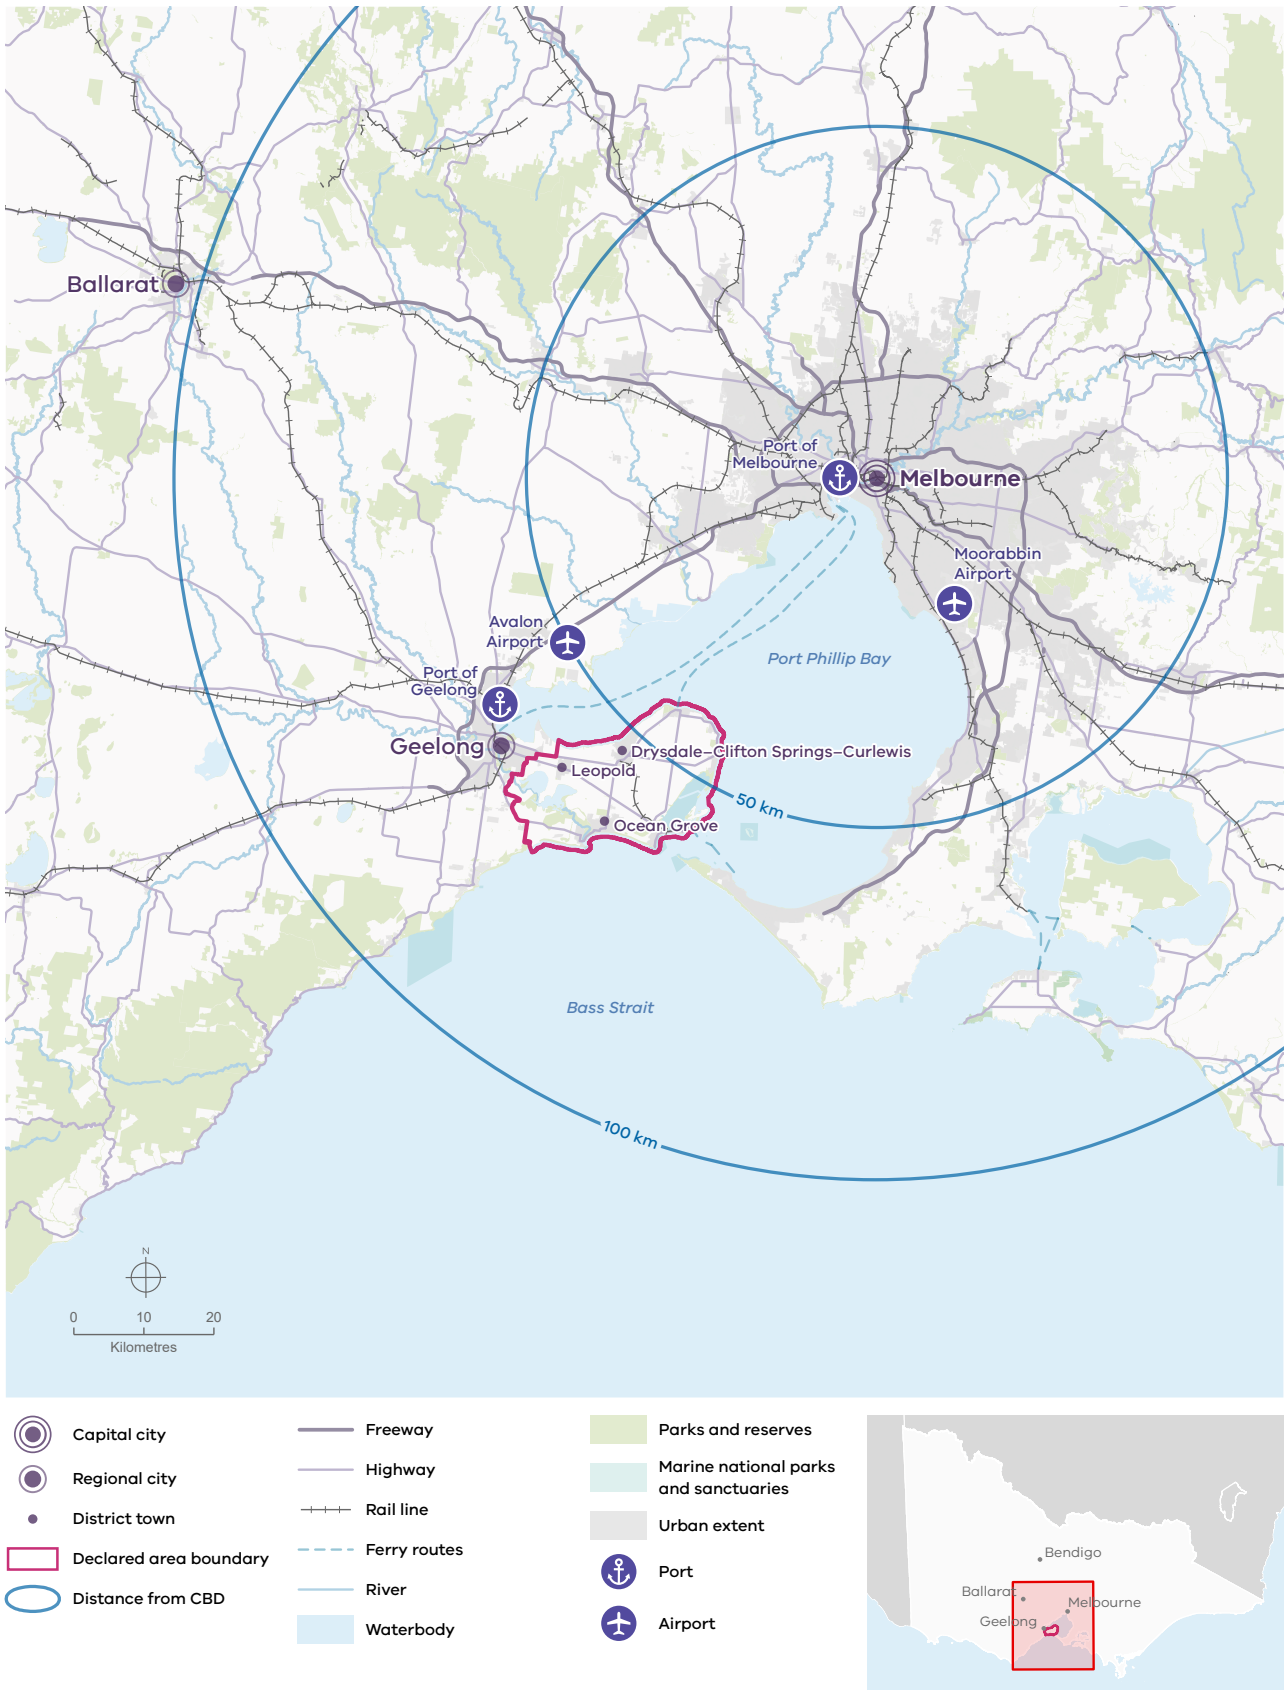 Ballarat
Port of
Melbourne
Melbourne
Moorabbin
Airport
Avalon
Airport
Port Phillip Bay
Port of
Geelong
Geelong
Drysdale–Clifton Springs–Curlewis
Leopold
50 km
Ocean Grove
Bass Strait
100 km
N
0 10 20
Kilometres
Capital city
Regional city
District town
Declared area boundary
Distance from CBD
Freeway
Highway
Rail line
Ferry routes
River
Waterbody
Parks and reserves
Marine national parks
and sanctuaries
Urban extent
Port
Airport
Bendigo
Ballarat
Melbourne
Geelong